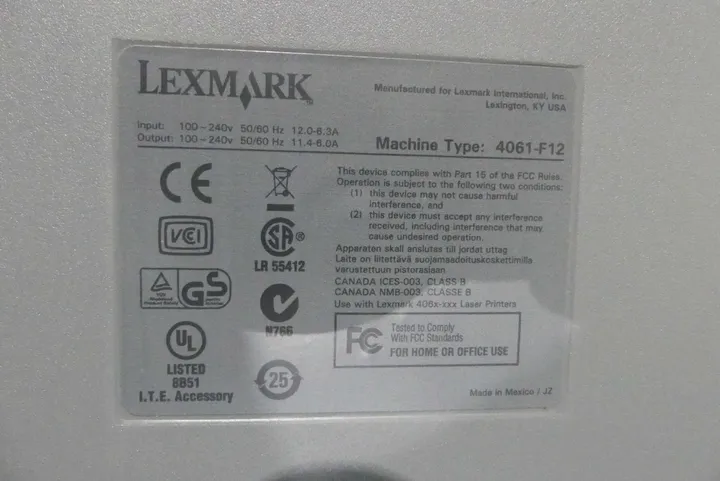 LEXMARK
Manufactured for Lexmark International, Inc.
Lexington, KY USA
Input: 100-240v 50/60 Hz 12.0-6.3A
Output: 100-240v 50/60 Hz 11.4-6.0A
Machine Type: 4061-F12
CE
VCCI
SA ®
LR 55412
GS
N766
UL
LISTED
8B51
I.T.E. Accessory
25
This device complies with Part 15 of the FCC Rules.
Operation is subject to the following two conditions:
(1) this device may not cause harmful
interference, and
(2) this device must accept any interference
received, including interference that may
cause undesired operation.
Apparaten skall anslutas till jordat uttag
Laite on liitettävä suojamaadoituskoskettimilla
varustettuun pistorasiaan
CANADA ICES-003, CLASS B
CANADA NMB-003, CLASSE B
Use with Lexmark 406x-xxx Laser Printers
FC Tested to Comply
With FCC Standards
FOR HOME OR OFFICE USE
Made in Mexico / JZ